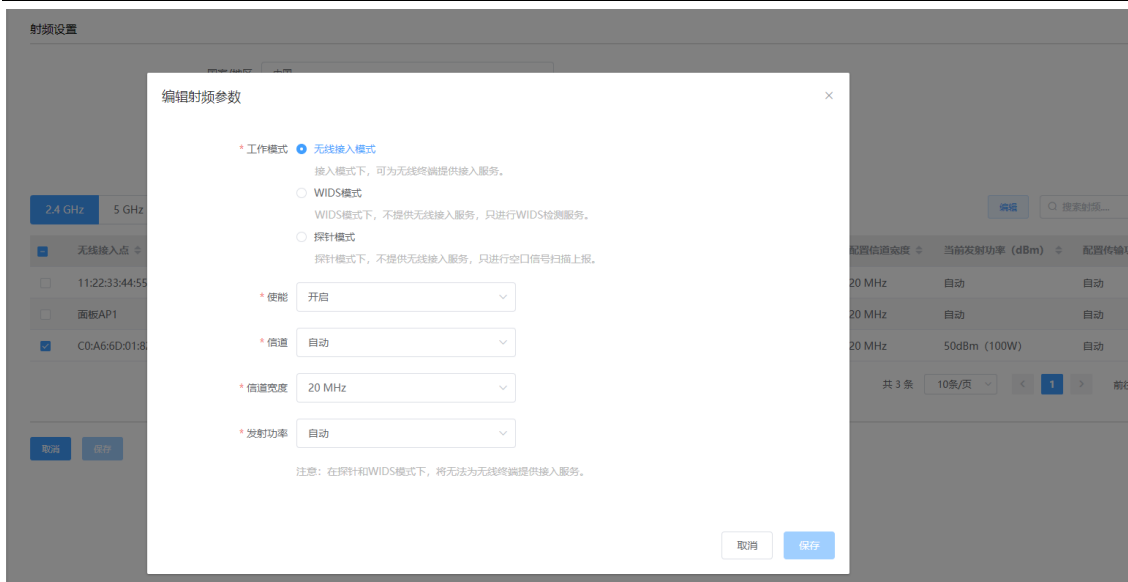 射频设置
国家/地区 中国
编辑射频参数
* 工作模式 无线接入模式
接入模式下，可为无线终端提供接入服务。
WIDS模式
WIDS模式下，不提供无线接入服务，只进行WIDS检测服务。
探针模式
探针模式下，不提供无线接入服务，只进行空口信号扫描上报。
2.4 GHz 5 GHz 编辑 搜索射频...
无线接入点 配置信道宽度 当前发射功率（dBm） 配置传输
11:22:33:44:55 20 MHz 自动 自动
* 使能 开启
面板AP1 20 MHz 自动 自动
* 信道 自动
C0:A6:6D:01:8 20 MHz 50dBm（100W） 自动
* 信道宽度 20 MHz
共 3 条 10条/页 1
* 发射功率 自动
取消 保存
注意：在探针和WIDS模式下，将无法为无线终端提供接入服务。
取消 保存